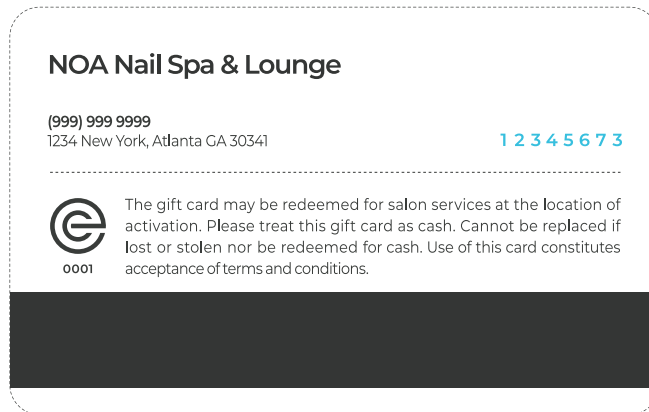 NOA Nail Spa & Lounge
(999) 999 9999
1234 New York, Atlanta GA 30341
1 2 3 4 5 6 7 3
The gift card may be redeemed for salon services at the location of
activation. Please treat this gift card as cash. Cannot be replaced if
lost or stolen nor be redeemed for cash. Use of this card constitutes
acceptance of terms and conditions.
0001